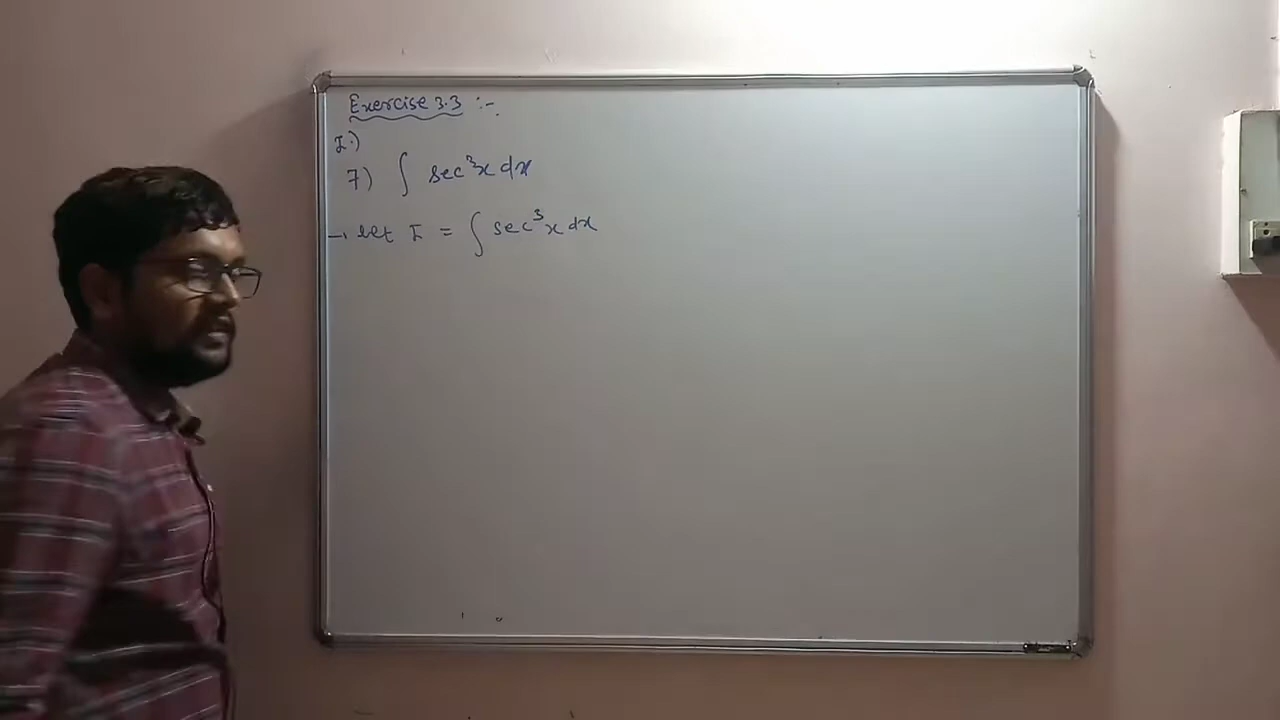 Exercise 3.3 :-
I.)
7) ∫ sec³x dx
→ let I = ∫ sec³x dx